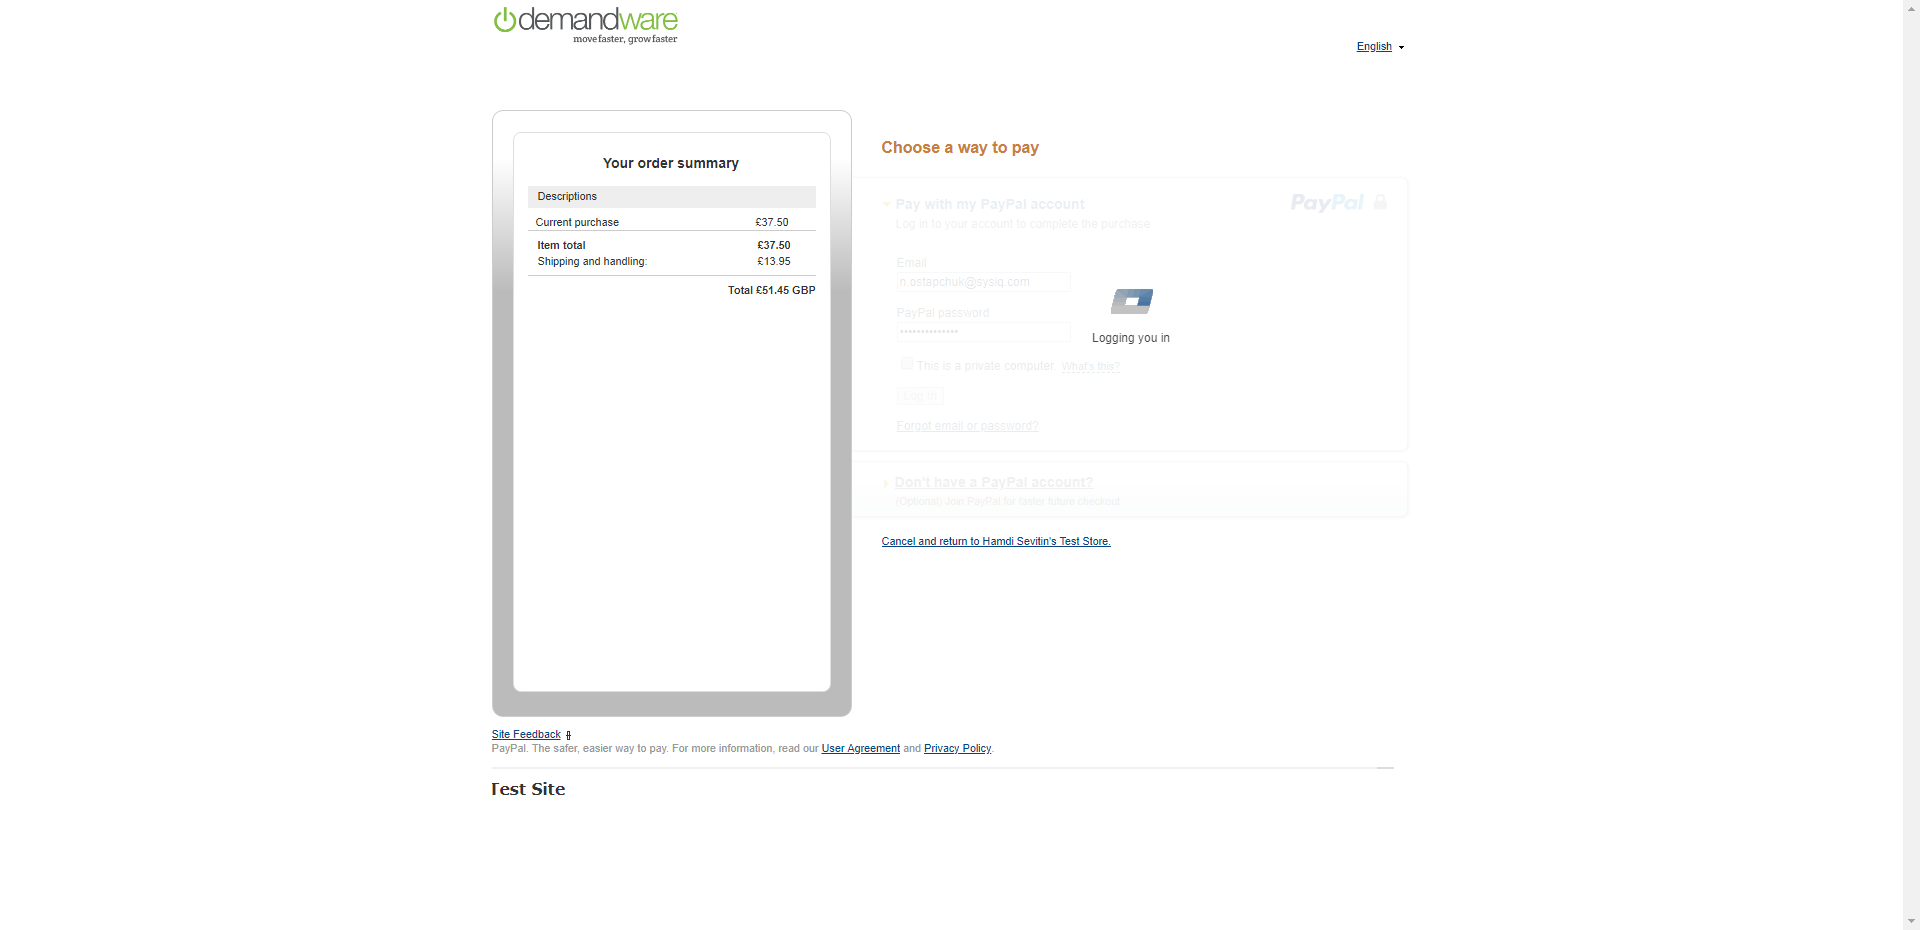 demandware
move faster, grow faster
English
Your order summary
Descriptions
Current purchase £37.50
Item total £37.50
Shipping and handling: £13.95
Total £51.45 GBP
Choose a way to pay
Pay with my PayPal account
PayPal
Log in to your account to complete the purchase
Email
n.ostapchuk@sysiq.com
PayPal password
••••••••••••••
Logging you in
This is a private computer. What's this?
Log In
Forgot email or password?
Don't have a PayPal account?
(Optional) Join PayPal for faster future checkout
Cancel and return to Hamdi Sevitin's Test Store.
Site Feedback
PayPal. The safer, easier way to pay. For more information, read our User Agreement and Privacy Policy.
Test Site